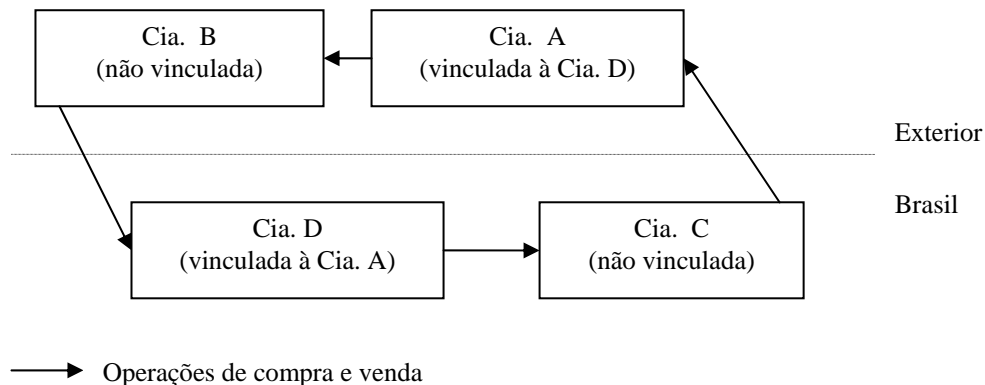 Cia. B
(não vinculada)
Cia. A
(vinculada à Cia. D)
Exterior
Brasil
Cia. D
(vinculada à Cia. A)
Cia. C
(não vinculada)
Operações de compra e venda